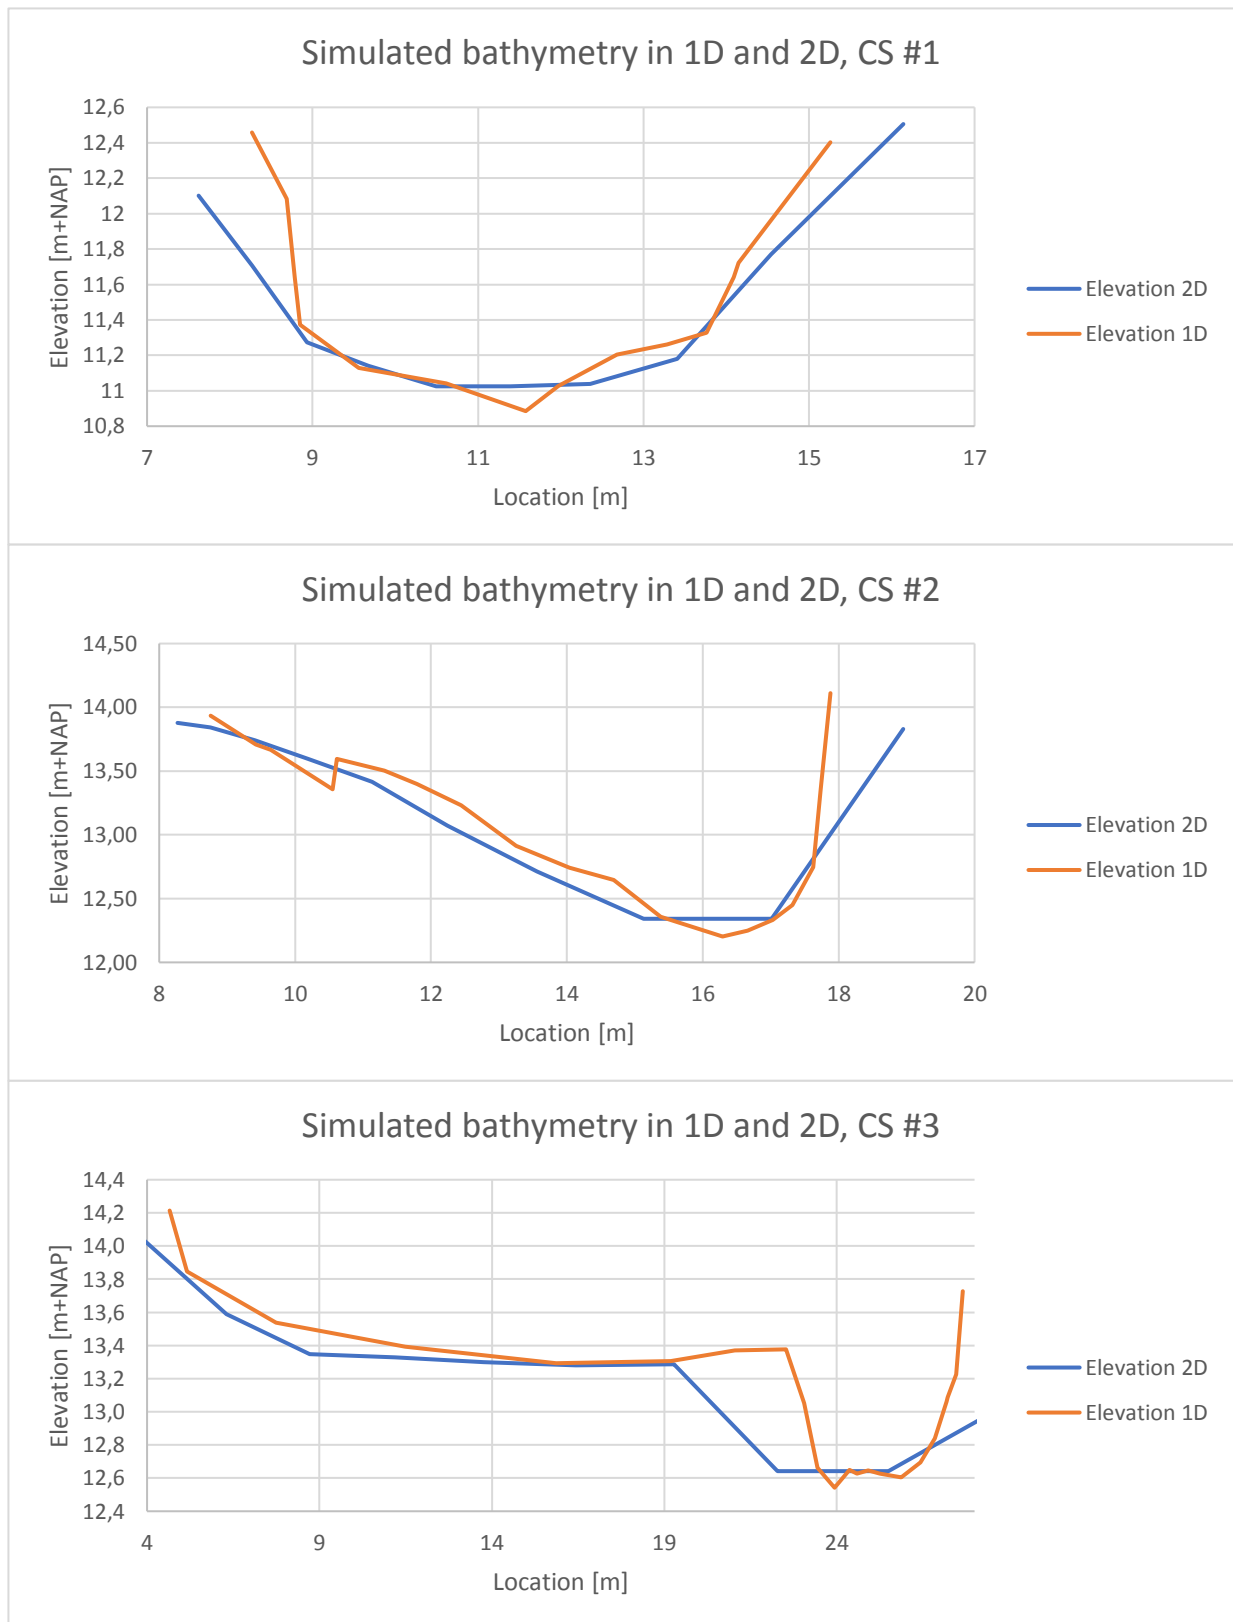 Simulated bathymetry in 1D and 2D, CS #1
Elevation [m+NAP]
12,6
12,4
12,2
12
11,8
11,6
11,4
11,2
11
10,8
7 9 11 13 15 17
Location [m]
Elevation 2D
Elevation 1D
Simulated bathymetry in 1D and 2D, CS #2
Elevation [m+NAP]
14,50
14,00
13,50
13,00
12,50
12,00
8 10 12 14 16 18 20
Location [m]
Elevation 2D
Elevation 1D
Simulated bathymetry in 1D and 2D, CS #3
Elevation [m+NAP]
14,4
14,2
14,0
13,8
13,6
13,4
13,2
13,0
12,8
12,6
12,4
4 9 14 19 24
Location [m]
Elevation 2D
Elevation 1D